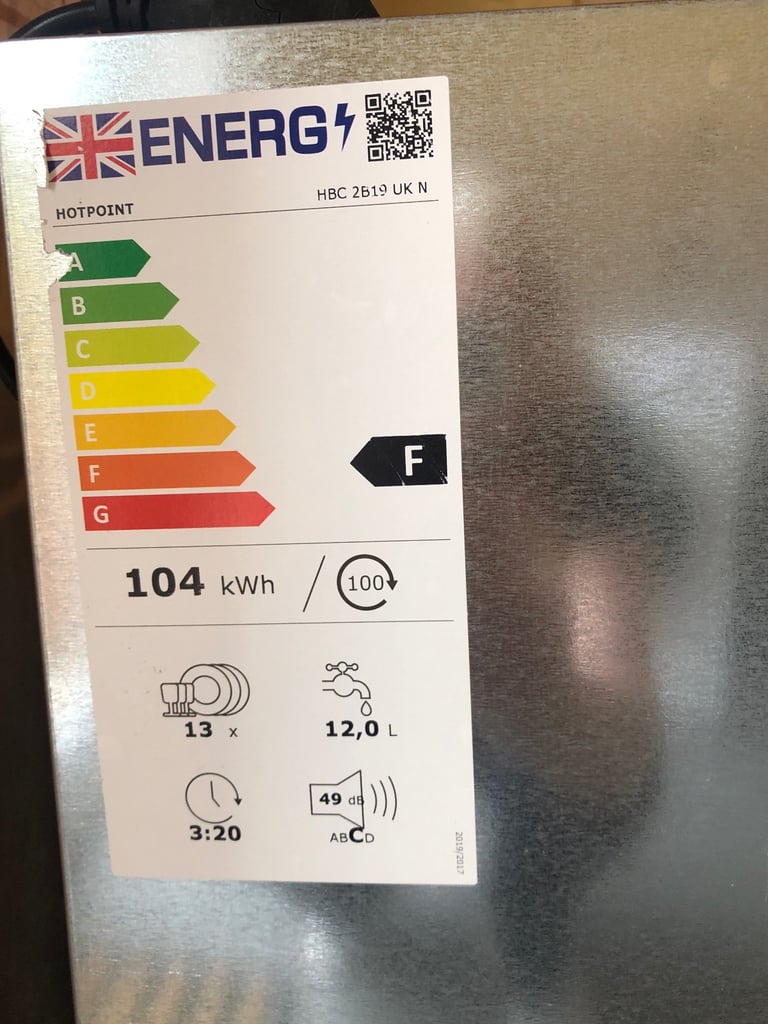 ENERG
HOTPOINT
HBC 2B19 UK N
A
B
C
D
E
F
F
G
104 kWh / 100
13 x
12,0 L
3:20
49 dB
ABCD
2019/2017